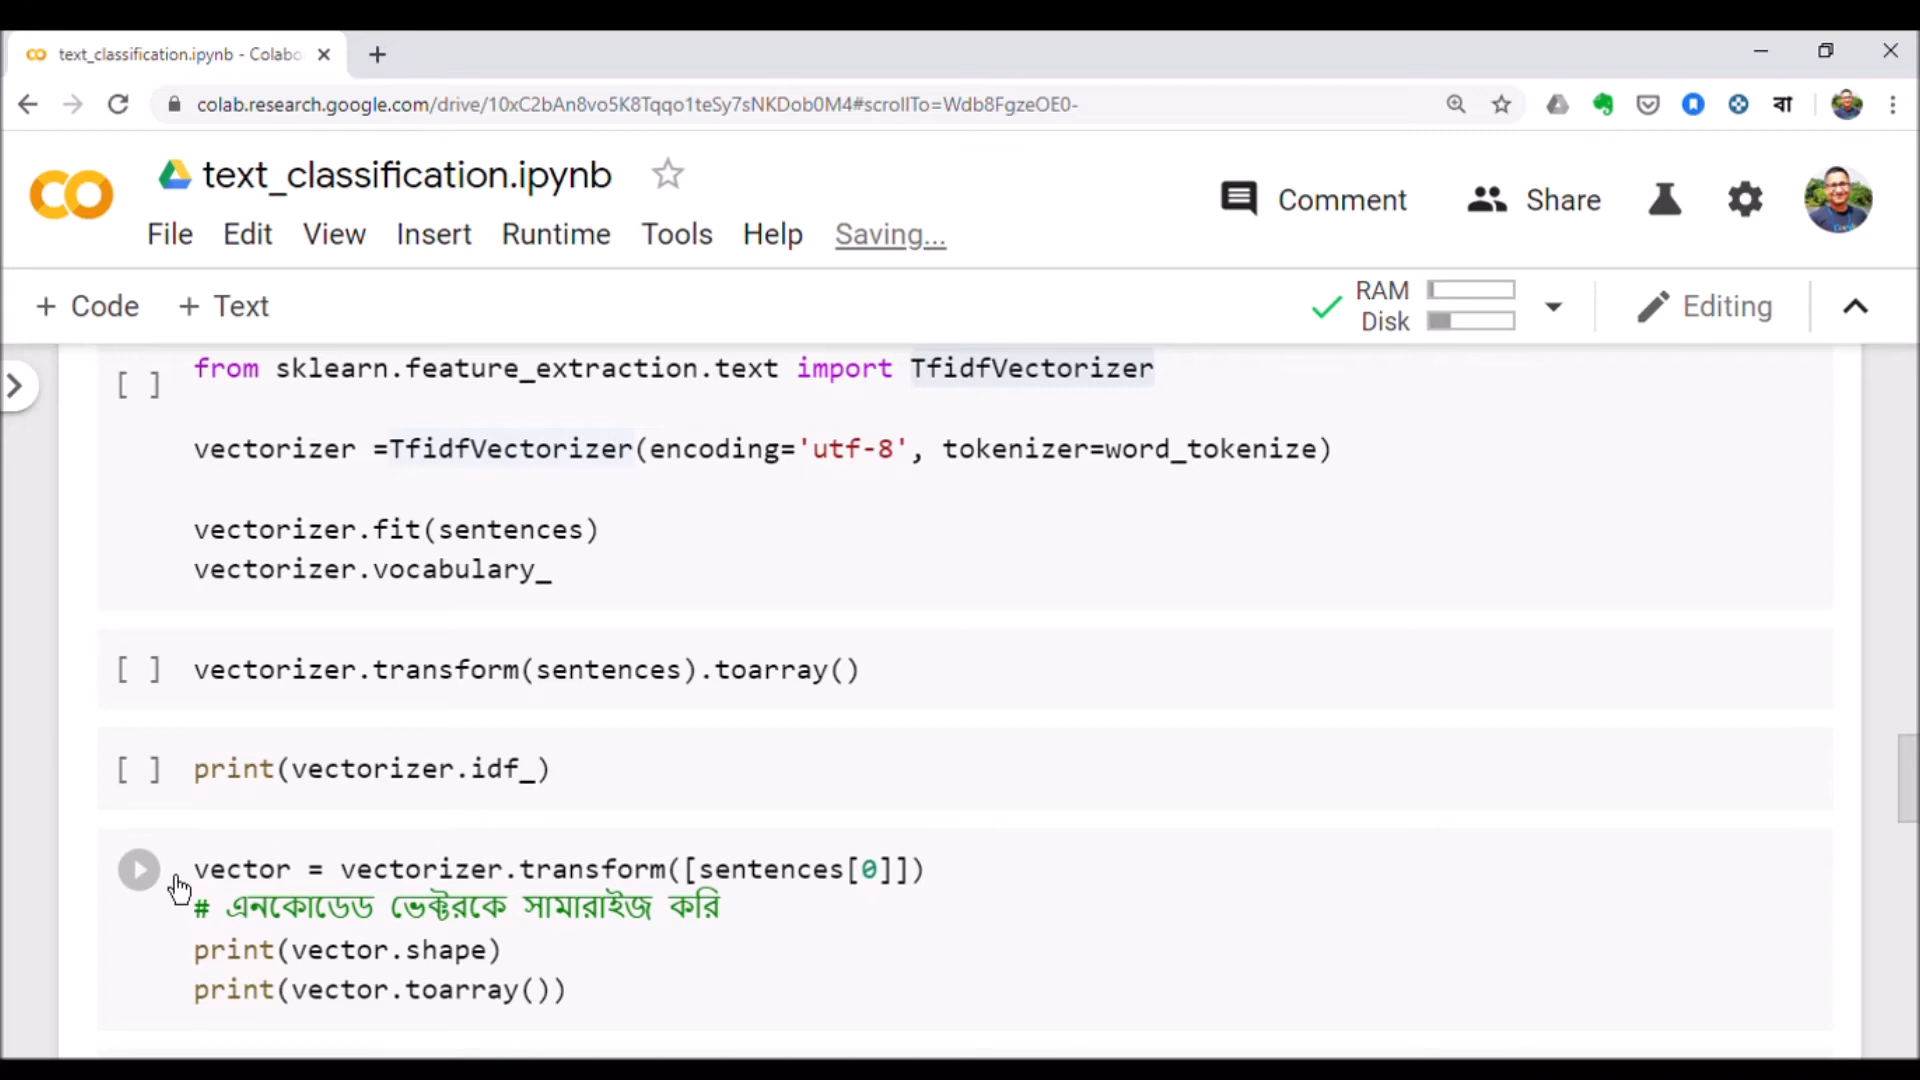 text_classification.ipynb - Colabo
colab.research.google.com/drive/10xC2bAn8vo5K8Tqqo1teSy7sNKDob0M4#scrollTo=Wdb8FgzeOE0-
বা
text_classification.ipynb
Comment
Share
File Edit View Insert Runtime Tools Help Saving...
+ Code + Text
RAM
Disk
Editing
from sklearn.feature_extraction.text import TfidfVectorizer
[ ]
vectorizer =TfidfVectorizer(encoding='utf-8', tokenizer=word_tokenize)
vectorizer.fit(sentences)
vectorizer.vocabulary_
[ ] vectorizer.transform(sentences).toarray()
[ ] print(vectorizer.idf_)
vector = vectorizer.transform([sentences[0]])
# এনকোডেড ভেক্টরকে সামারাইজ করি
print(vector.shape)
print(vector.toarray())